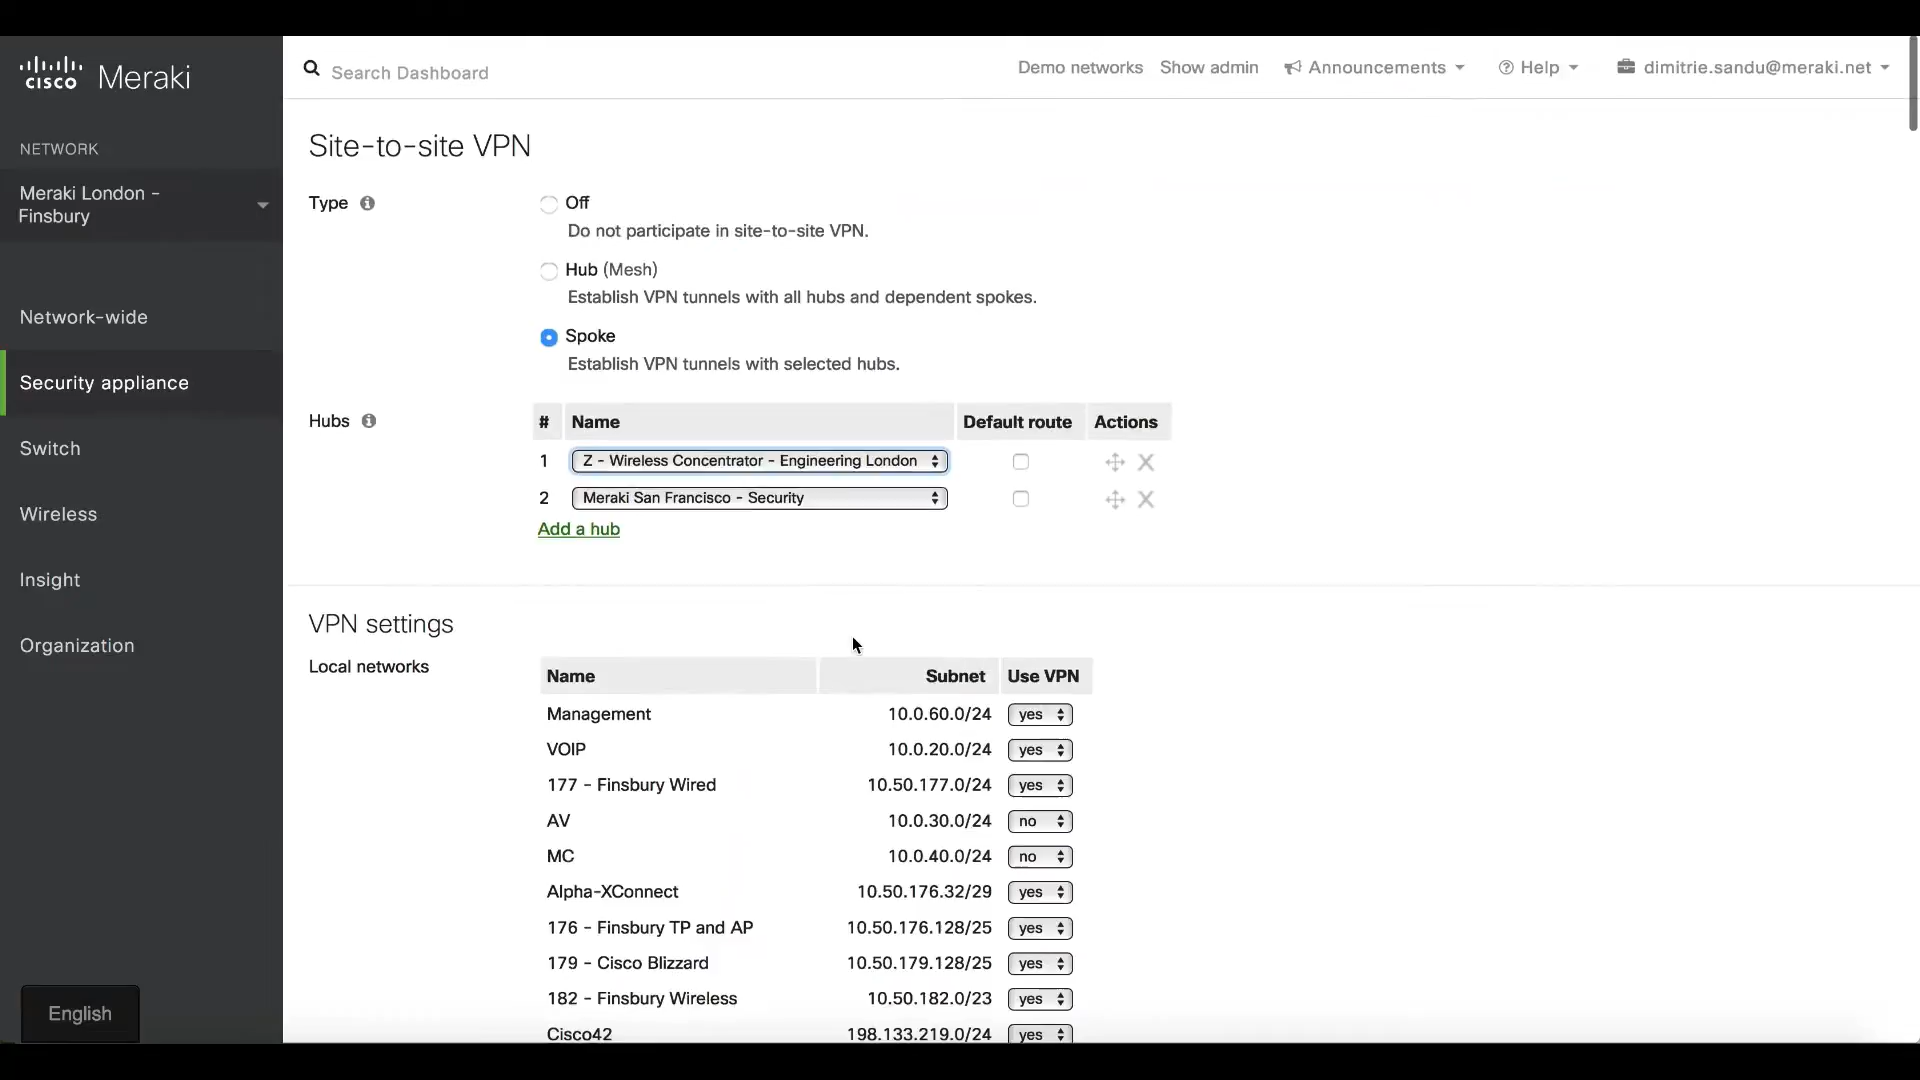 cisco Meraki
Search Dashboard
Demo networks Show admin Announcements Help dimitrie.sandu@meraki.net
NETWORK
Meraki London -
Finsbury
Network-wide
Security appliance
Switch
Wireless
Insight
Organization
English
Site-to-site VPN
Type
Off
Do not participate in site-to-site VPN.
Hub (Mesh)
Establish VPN tunnels with all hubs and dependent spokes.
Spoke
Establish VPN tunnels with selected hubs.
Hubs
# Name Default route Actions
1 Z - Wireless Concentrator - Engineering London
2 Meraki San Francisco - Security
Add a hub
VPN settings
Local networks
Name Subnet Use VPN
Management 10.0.60.0/24 yes
VOIP 10.0.20.0/24 yes
177 - Finsbury Wired 10.50.177.0/24 yes
AV 10.0.30.0/24 no
MC 10.0.40.0/24 no
Alpha-XConnect 10.50.176.32/29 yes
176 - Finsbury TP and AP 10.50.176.128/25 yes
179 - Cisco Blizzard 10.50.179.128/25 yes
182 - Finsbury Wireless 10.50.182.0/23 yes
Cisco42 198.133.219.0/24 yes